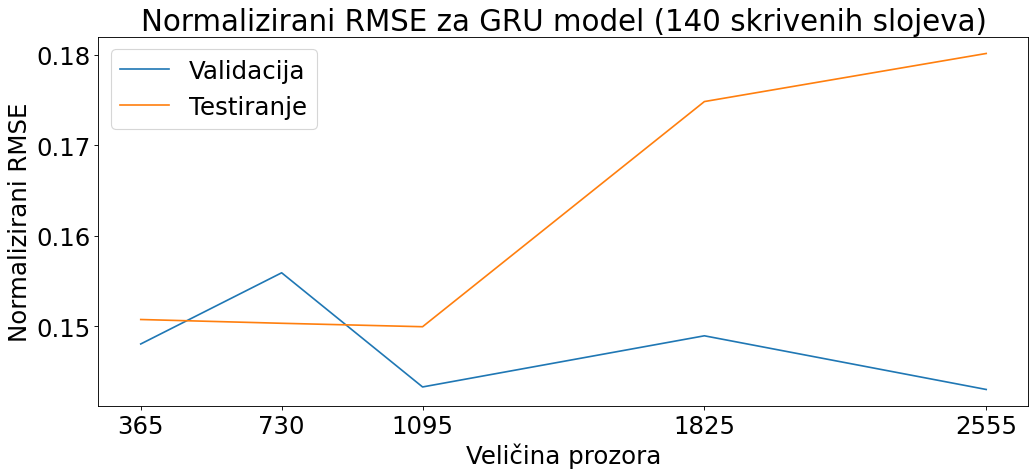 Normalizirani RMSE za GRU model (140 skrivenih slojeva)
Validacija
Testiranje
Normalizirani RMSE
0.18
0.17
0.16
0.15
365 730 1095 1825 2555
Veličina prozora